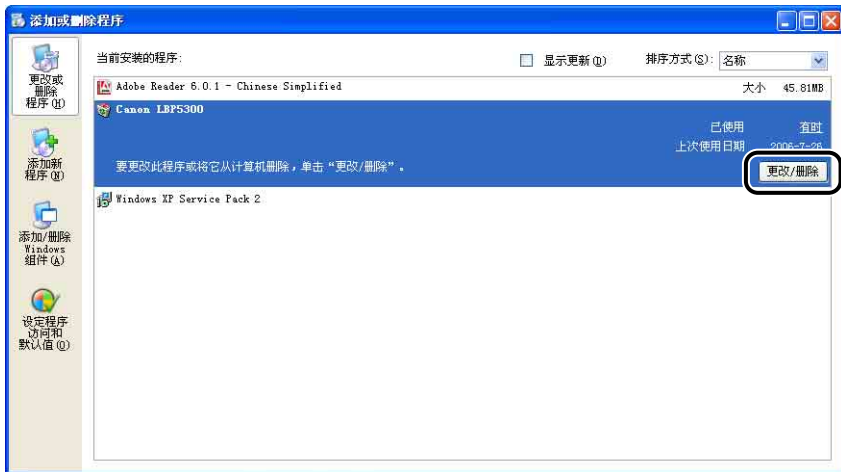 添加或删除程序
更改或
删除
程序(H)
添加新
程序(N)
添加/删除
Windows
组件(A)
设定程序
访问和
默认值(O)
当前安装的程序:
显示更新(D)
排序方式(S): 名称
Adobe Reader 6.0.1 - Chinese Simplified 大小 45.81MB
Canon LBP5300
已使用 有时
上次使用日期 2006-7-26
要更改此程序或将它从计算机删除,单击“更改/删除”。
更改/删除
Windows XP Service Pack 2